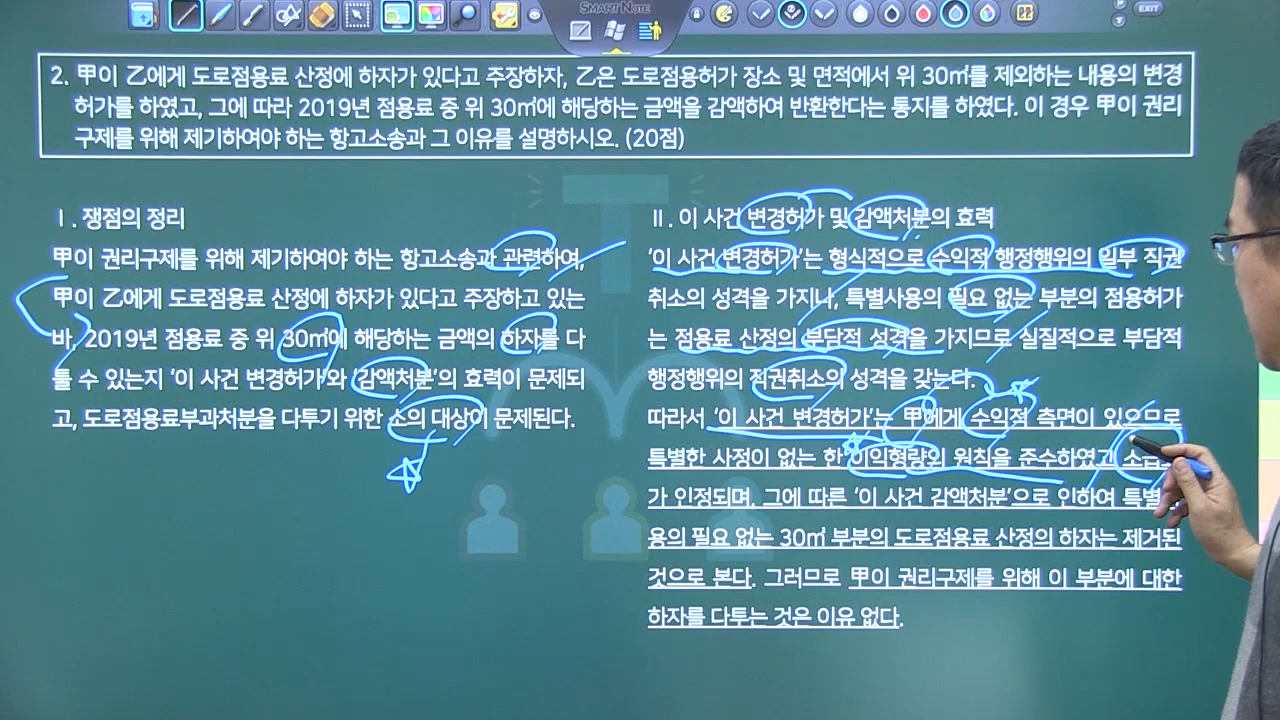 SMART NOTE
EXIT
2. 甲이 乙에게 도로점용료 산정에 하자가 있다고 주장하자, 乙은 도로점용허가 장소 및 면적에서 위 30㎡를 제외하는 내용의 변경
허가를 하였고, 그에 따라 2019년 점용료 중 위 30㎡에 해당하는 금액을 감액하여 반환한다는 통지를 하였다. 이 경우 甲이 권리
구제를 위해 제기하여야 하는 항고소송과 그 이유를 설명하시오. (20점)
Ⅰ. 쟁점의 정리
甲이 권리구제를 위해 제기하여야 하는 항고소송과 관련하여,
甲이 乙에게 도로점용료 산정에 하자가 있다고 주장하고 있는
바, 2019년 점용료 중 위 30㎡에 해당하는 금액의 하자를 다
툴 수 있는지 '이 사건 변경허가'와 '감액처분'의 효력이 문제되
고, 도로점용료부과처분을 다투기 위한 소의 대상이 문제된다.
Ⅱ. 이 사건 변경허가 및 감액처분의 효력
'이 사건 변경허가'는 형식적으로 수익적 행정행위의 일부 직권
취소의 성격을 가지나, 특별사용의 필요 없는 부분의 점용허가
는 점용료 산정의 부담적 성격을 가지므로 실질적으로 부담적
행정행위의 직권취소의 성격을 갖는다.
따라서 '이 사건 변경허가'는 甲에게 수익적 측면이 있으므로
특별한 사정이 없는 한 이익형량의 원칙을 준수하였고 소급
가 인정되며, 그에 따른 '이 사건 감액처분'으로 인하여 특별
용의 필요 없는 30㎡ 부분의 도로점용료 산정의 하자는 제거된
것으로 본다. 그러므로 甲이 권리구제를 위해 이 부분에 대한
하자를 다투는 것은 이유 없다.